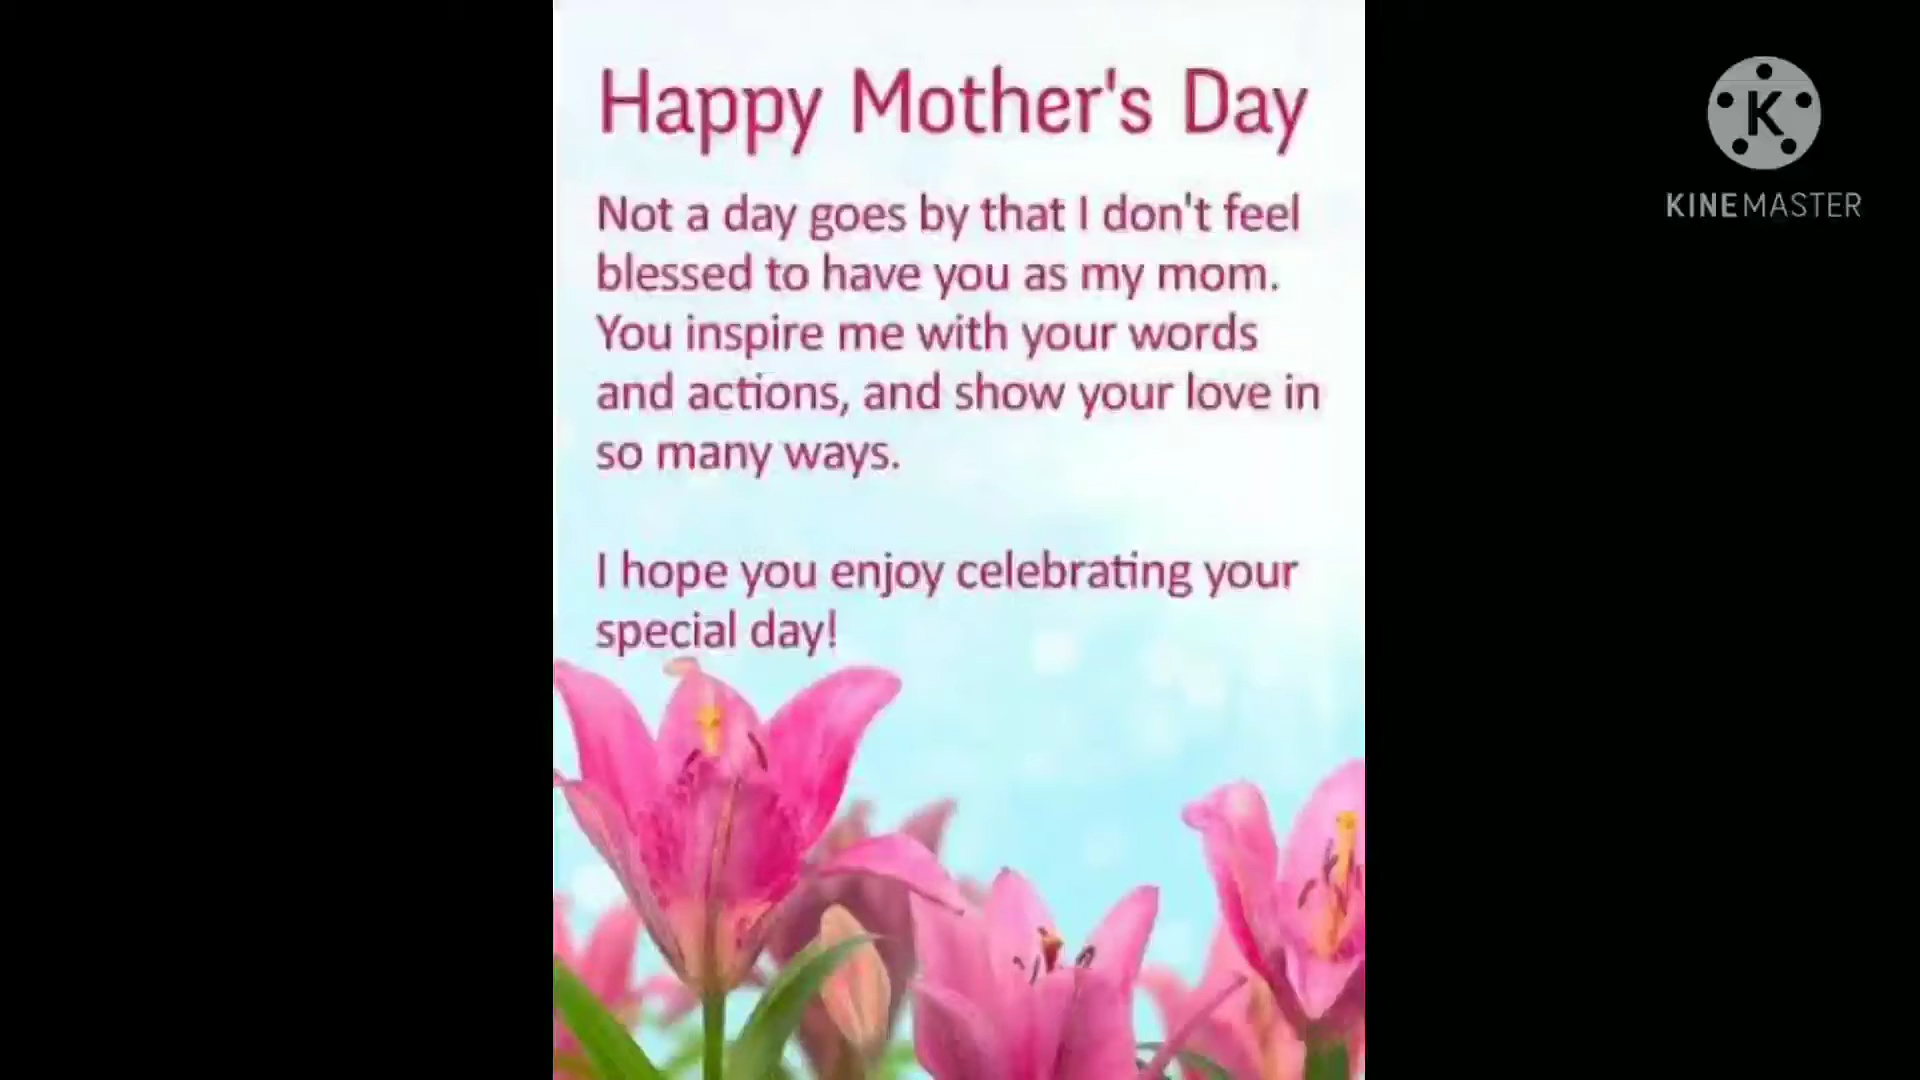 Happy Mother's Day
Not a day goes by that I don't feel
blessed to have you as my mom.
You inspire me with your words
and actions, and show your love in
so many ways.
I hope you enjoy celebrating your
special day!
K
KINEMASTER